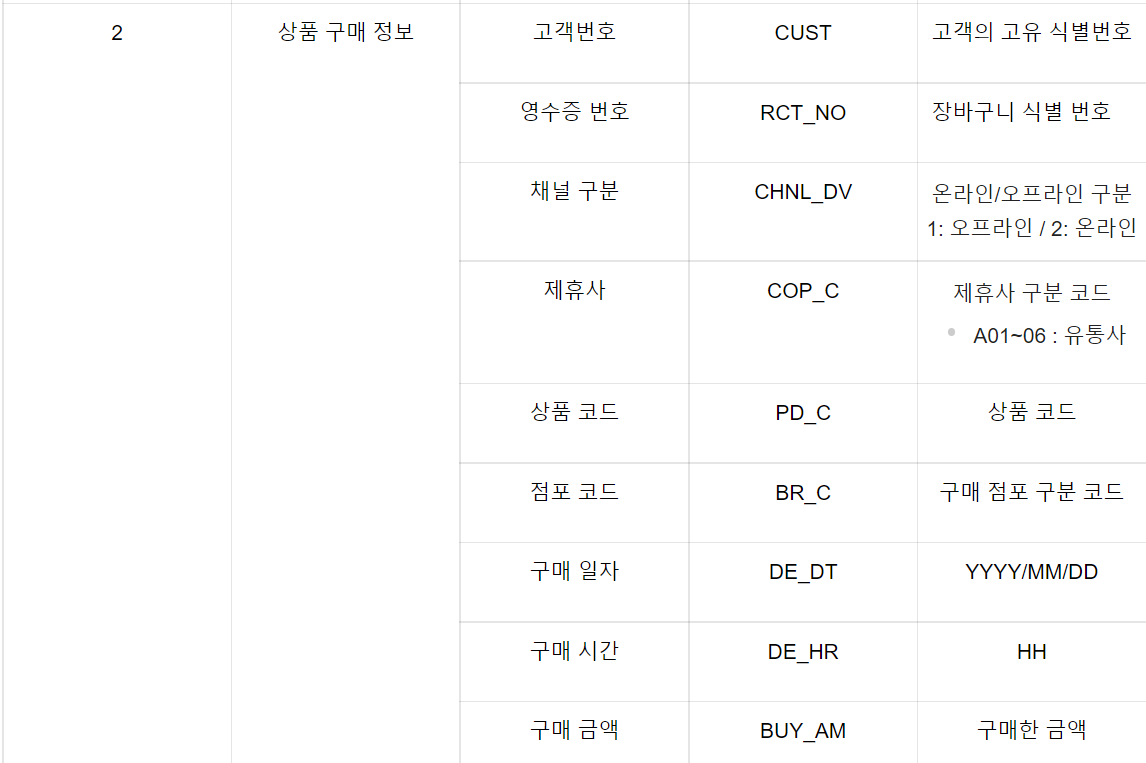 2 상품 구매 정보 고객번호 CUST 고객의 고유 식별번호
영수증 번호 RCT_NO 장바구니 식별 번호
채널 구분 CHNL_DV 온라인/오프라인 구분
1: 오프라인 / 2: 온라인
제휴사 COP_C 제휴사 구분 코드
• A01~06 : 유통사
상품 코드 PD_C 상품 코드
점포 코드 BR_C 구매 점포 구분 코드
구매 일자 DE_DT YYYY/MM/DD
구매 시간 DE_HR HH
구매 금액 BUY_AM 구매한 금액